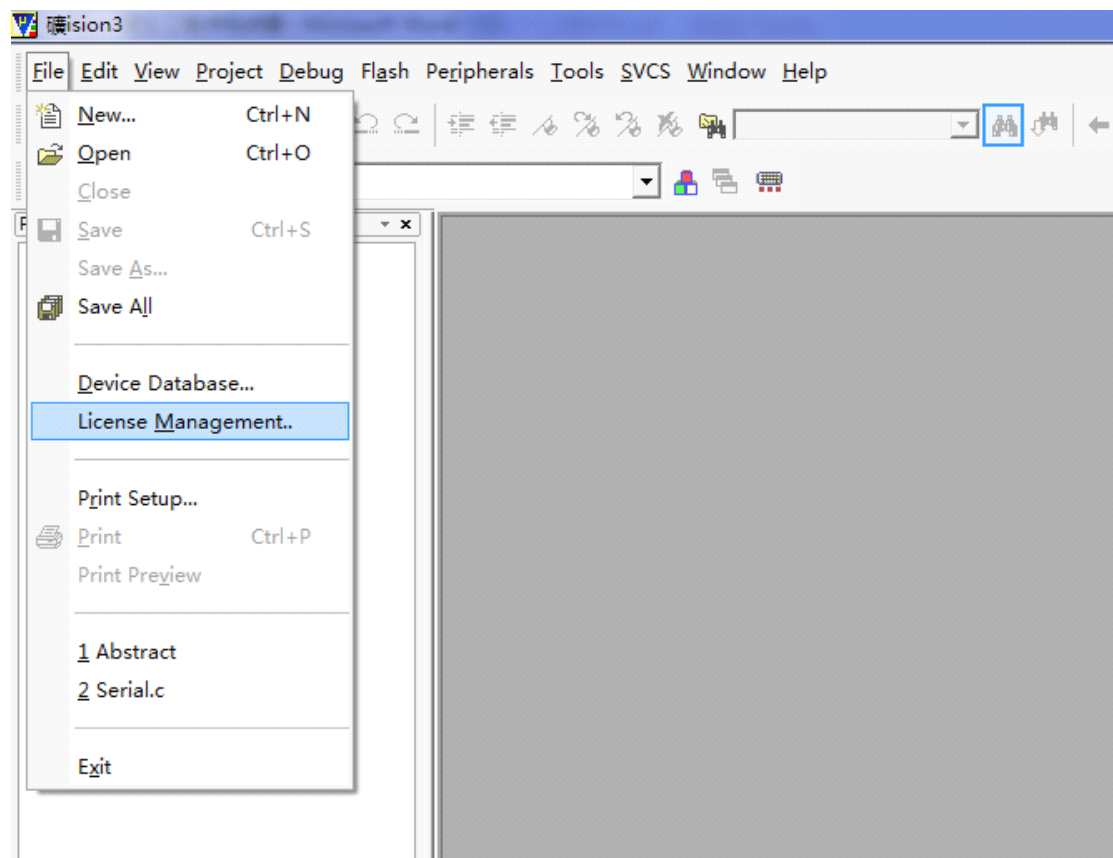 礦ision3
File Edit View Project Debug Flash Peripherals Tools SVCS Window Help
New... Ctrl+N
Open Ctrl+O
Close
Save Ctrl+S
Save As...
Save All
Device Database...
License Management..
Print Setup...
Print Ctrl+P
Print Preview
1 Abstract
2 Serial.c
Exit